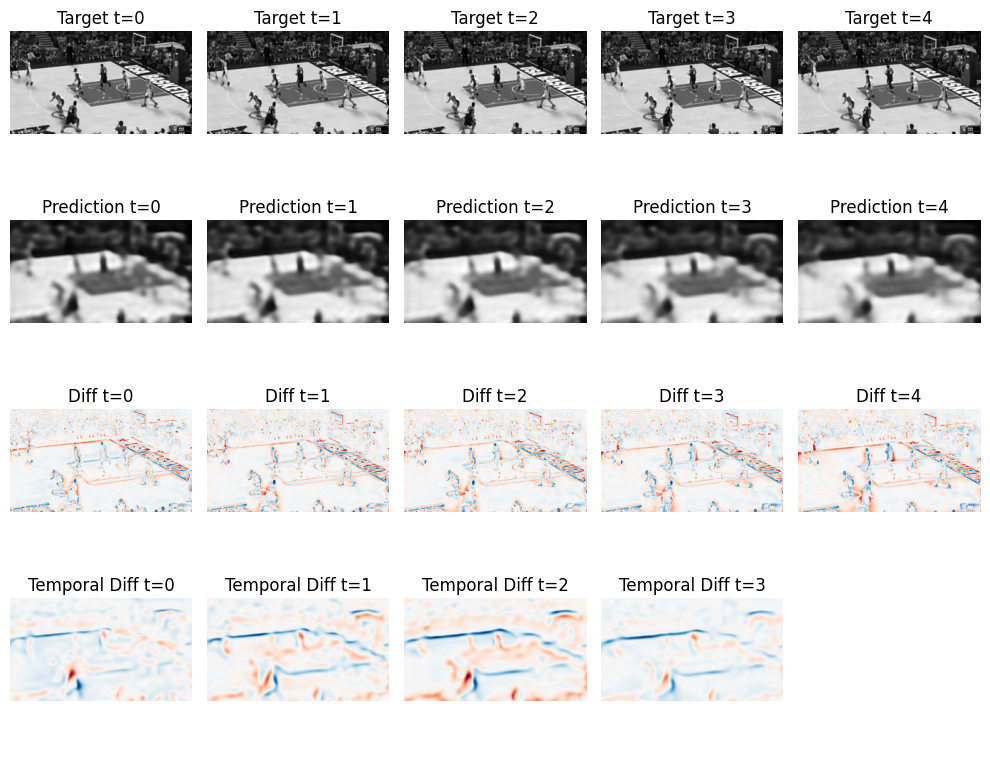 Target t=0
Target t=1
Target t=2
Target t=3
Target t=4
Prediction t=0
Prediction t=1
Prediction t=2
Prediction t=3
Prediction t=4
Diff t=0
Diff t=1
Diff t=2
Diff t=3
Diff t=4
Temporal Diff t=0
Temporal Diff t=1
Temporal Diff t=2
Temporal Diff t=3